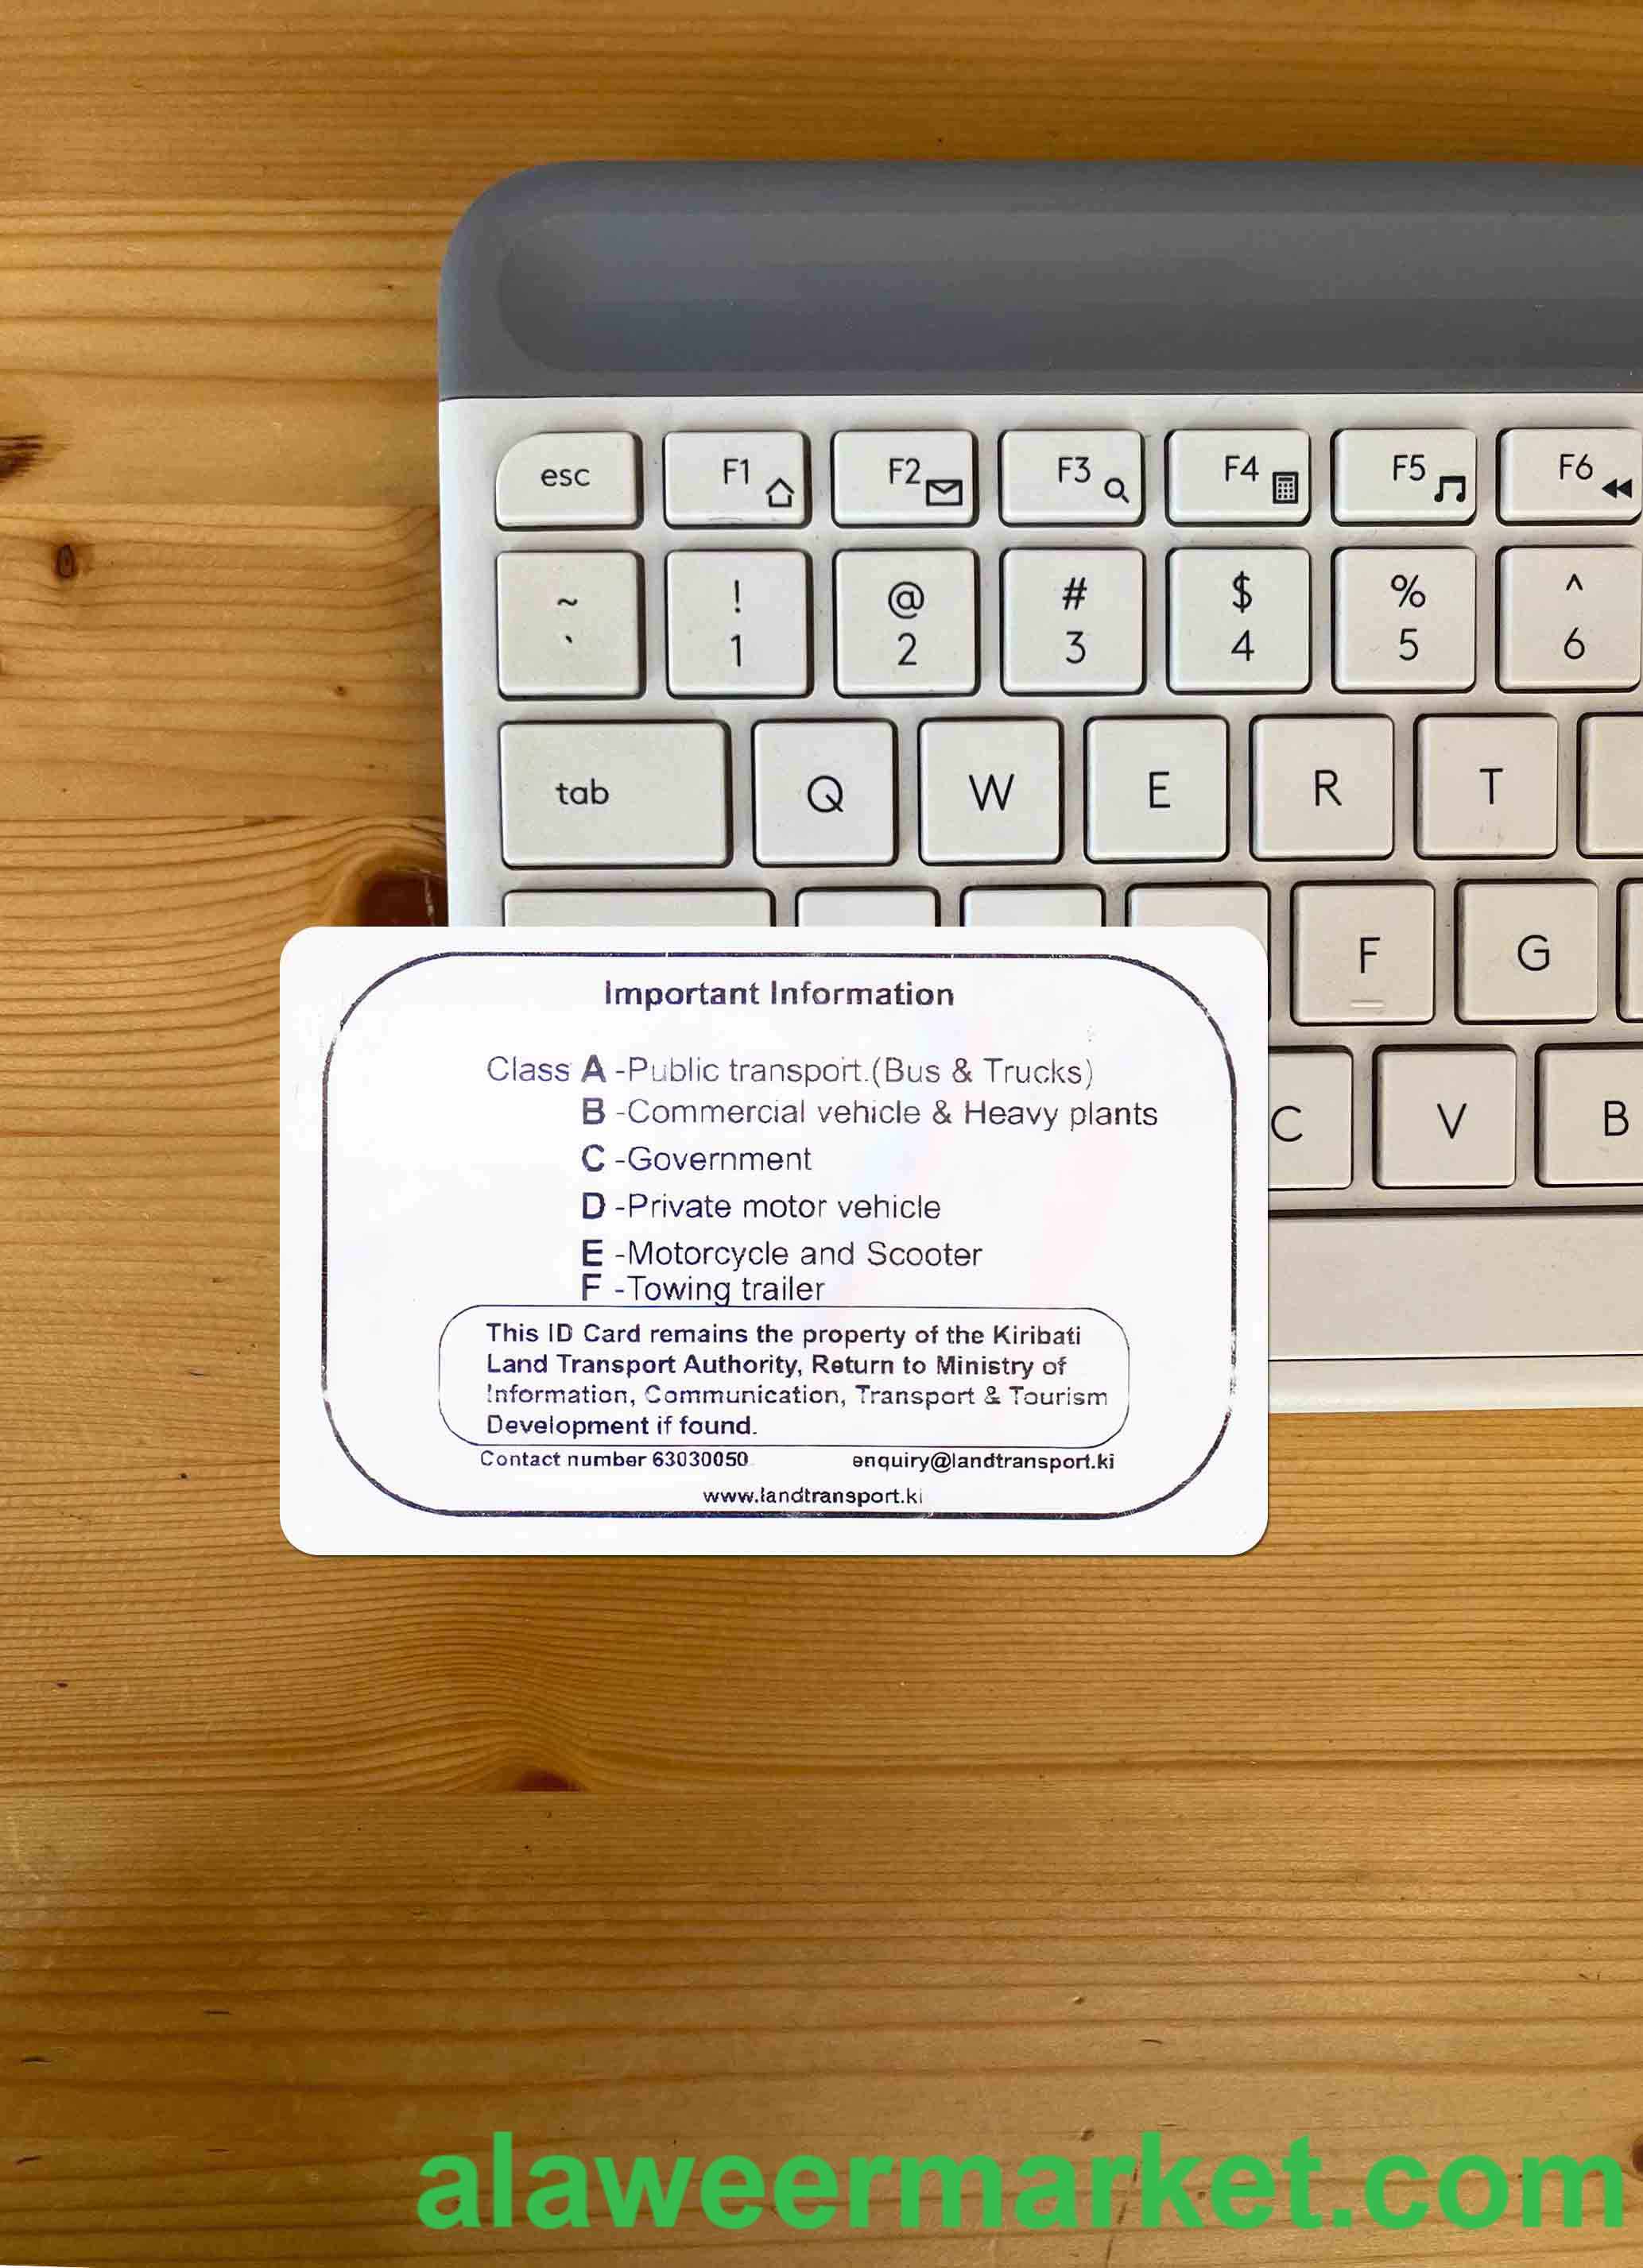 esc F1 F2 F3 F4 F5 F6
~ ! @ # $ % ^
` 1 2 3 4 5 6
tab Q W E R T
F G
C V B
Important Information
Class A -Public transport.(Bus & Trucks)
B -Commercial vehicle & Heavy plants
C -Government
D -Private motor vehicle
E -Motorcycle and Scooter
F -Towing trailer
This ID Card remains the property of the Kiribati
Land Transport Authority, Return to Ministry of
Information, Communication, Transport & Tourism
Development if found.
Contact number 63030050 enquiry@landtransport.ki
www.landtransport.ki
alaweermarket.com